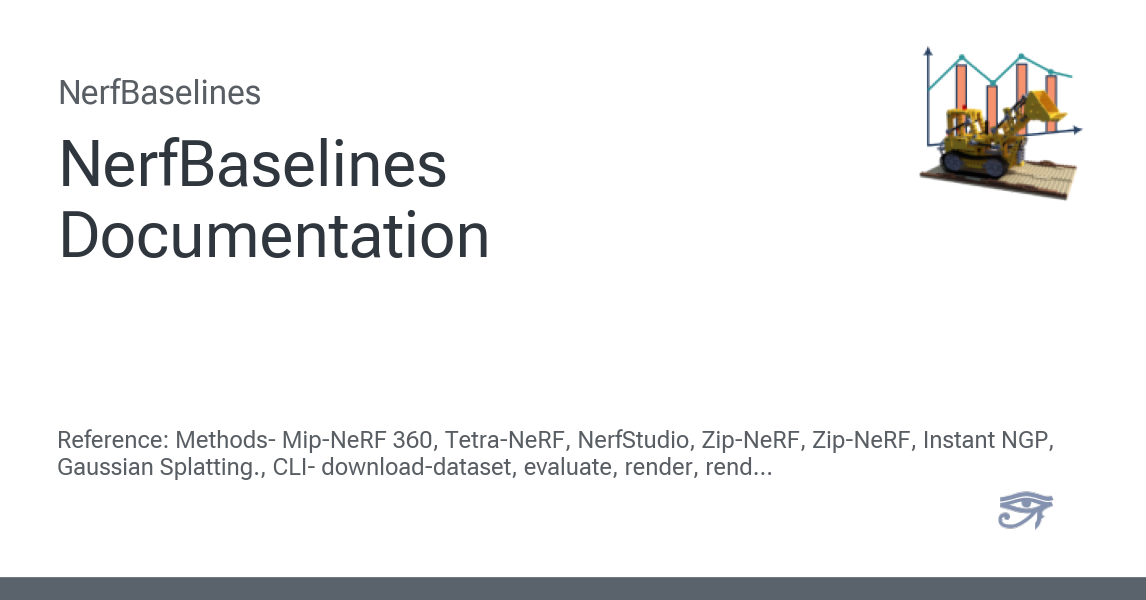 NerfBaselines
NerfBaselines
Documentation
Reference: Methods- Mip-NeRF 360, Tetra-NeRF, NerfStudio, Zip-NeRF, Zip-NeRF, Instant NGP,
Gaussian Splatting., CLI- download-dataset, evaluate, render, rend...